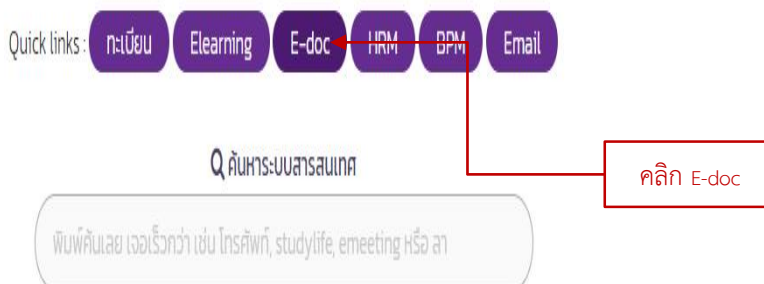 Quick links : ทะเบียน Elearning E-doc HRM BPM Email
ค้นหาระบบสารสนเทศ
คลิก E-doc
พิมพ์ค้นเลย เจอเร็วกว่า เช่น โทรศัพท์, studylife, emeeting หรือ ลา